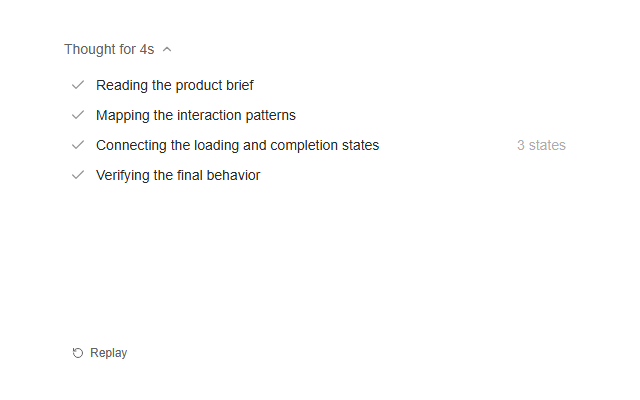 Thought for 4s
Reading the product brief
Mapping the interaction patterns
Connecting the loading and completion states 3 states
Verifying the final behavior
Replay